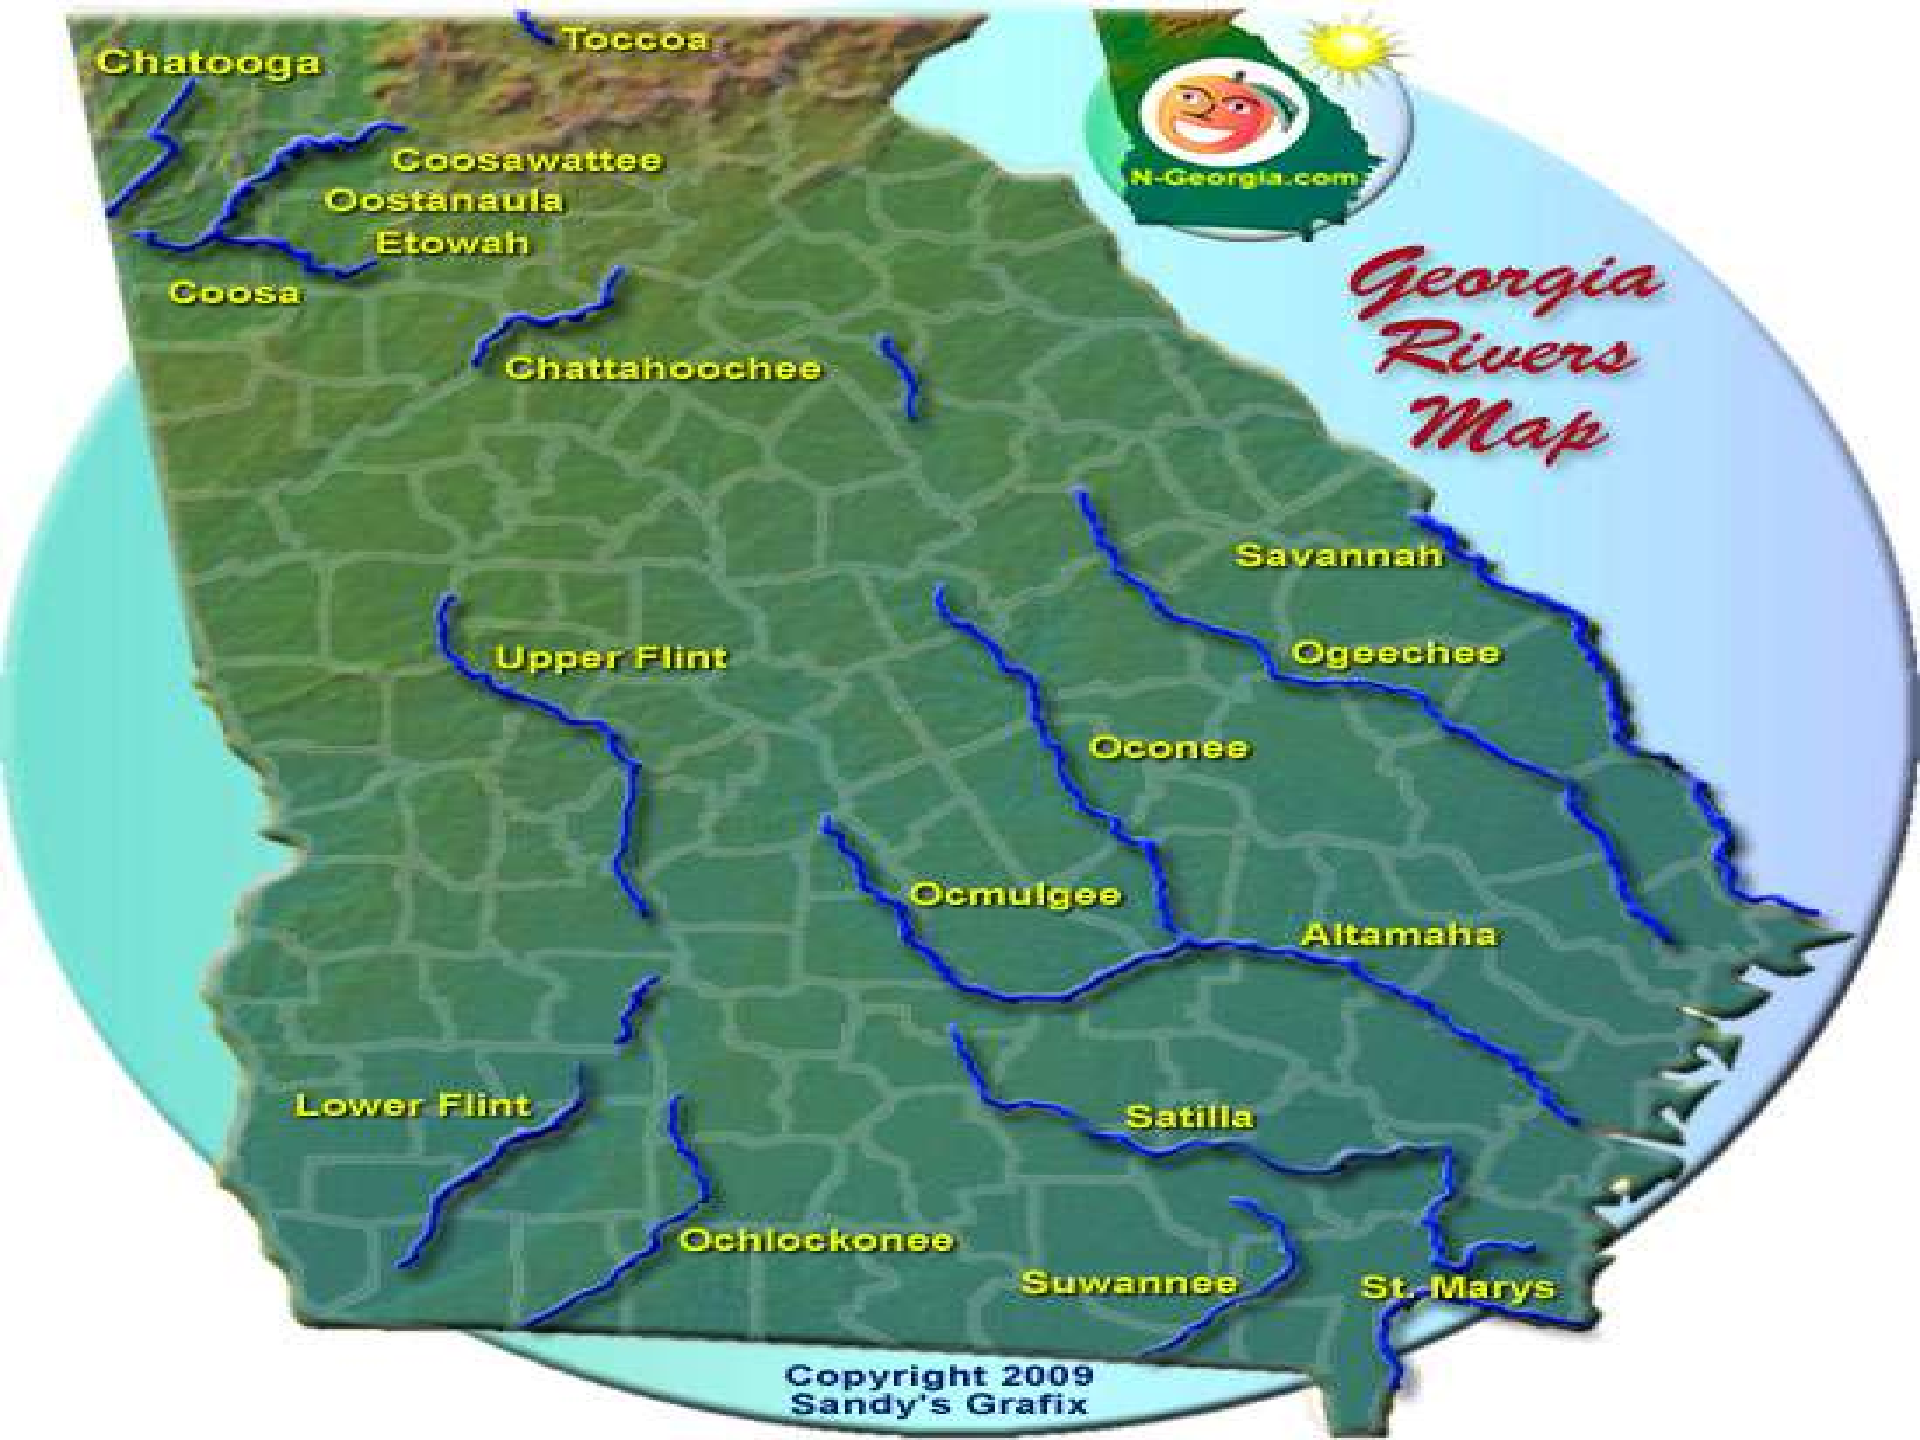 Toccoa
Chatooga
Coosawattee
Oostanaula
Etowah
Coosa
Chattahoochee
N-Georgia.com
Georgia
Rivers
Map
Savannah
Upper Flint
Ogeechee
Oconee
Ocmulgee
Altamaha
Lower Flint
Satilla
Ochlockonee
Suwannee
St. Marys
Copyright 2009
Sandy's Grafix